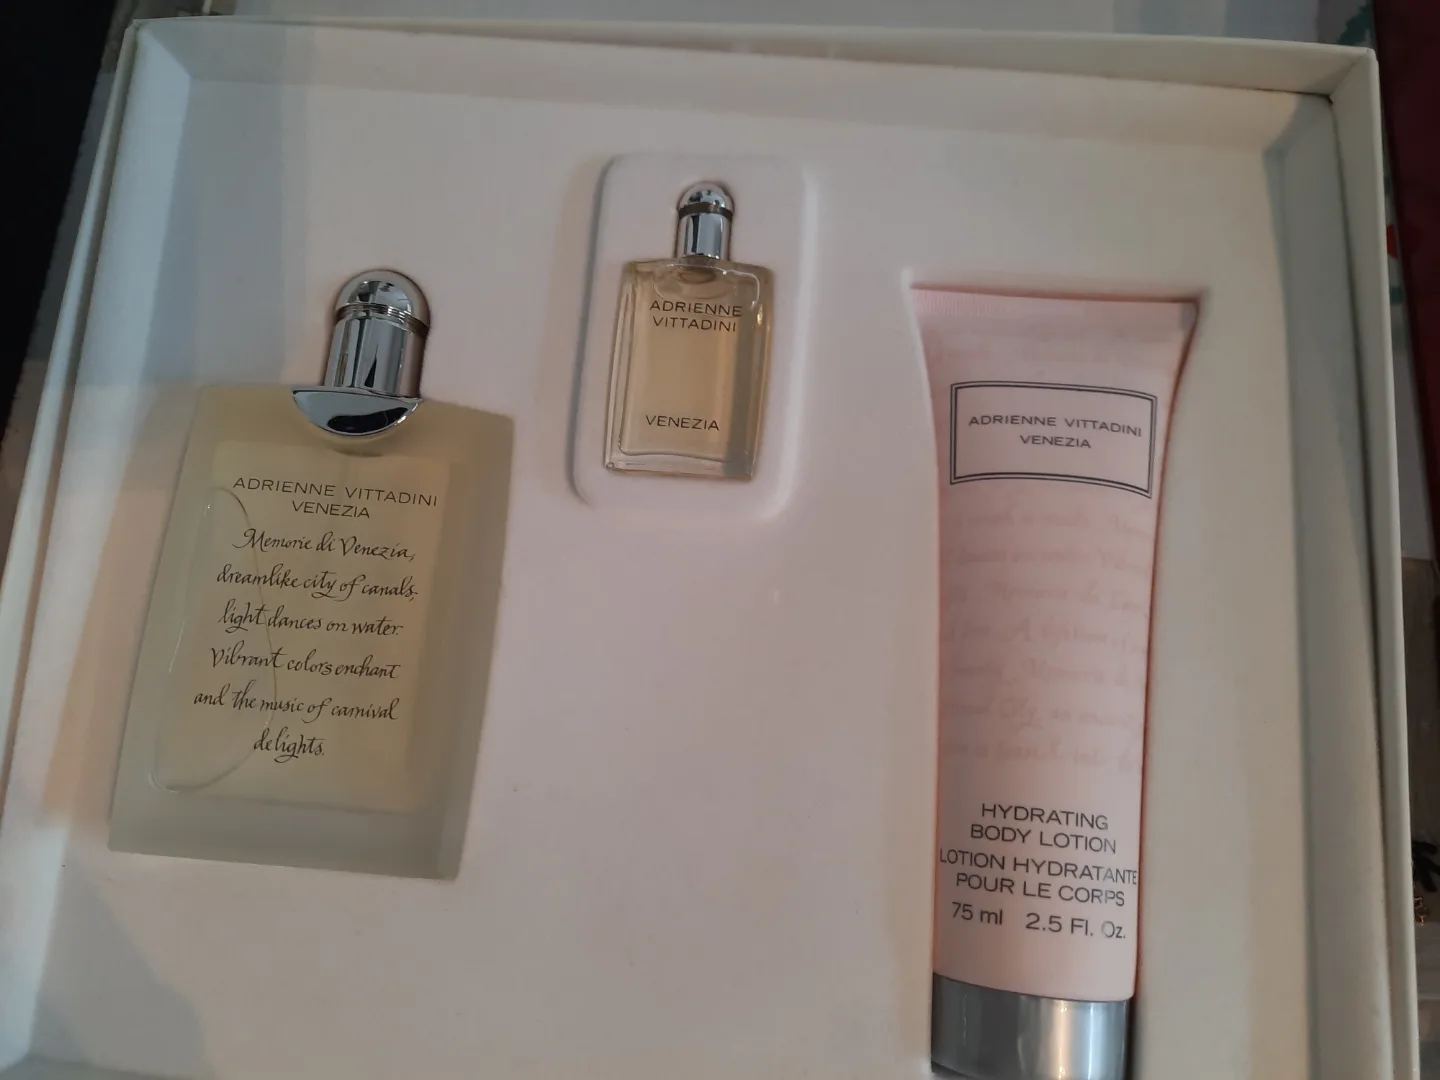 ADRIENNE VITTADINI
VENEZIA
Memorie di Venezia,
dreamlike city of canals,
light dances on water.
Vibrant colors enchant
and the music of carnival
delights.
ADRIENNE
VITTADINI
VENEZIA
ADRIENNE VITTADINI
VENEZIA
HYDRATING
BODY LOTION
LOTION HYDRATANTE
POUR LE CORPS
75 ml 2.5 Fl. Oz.